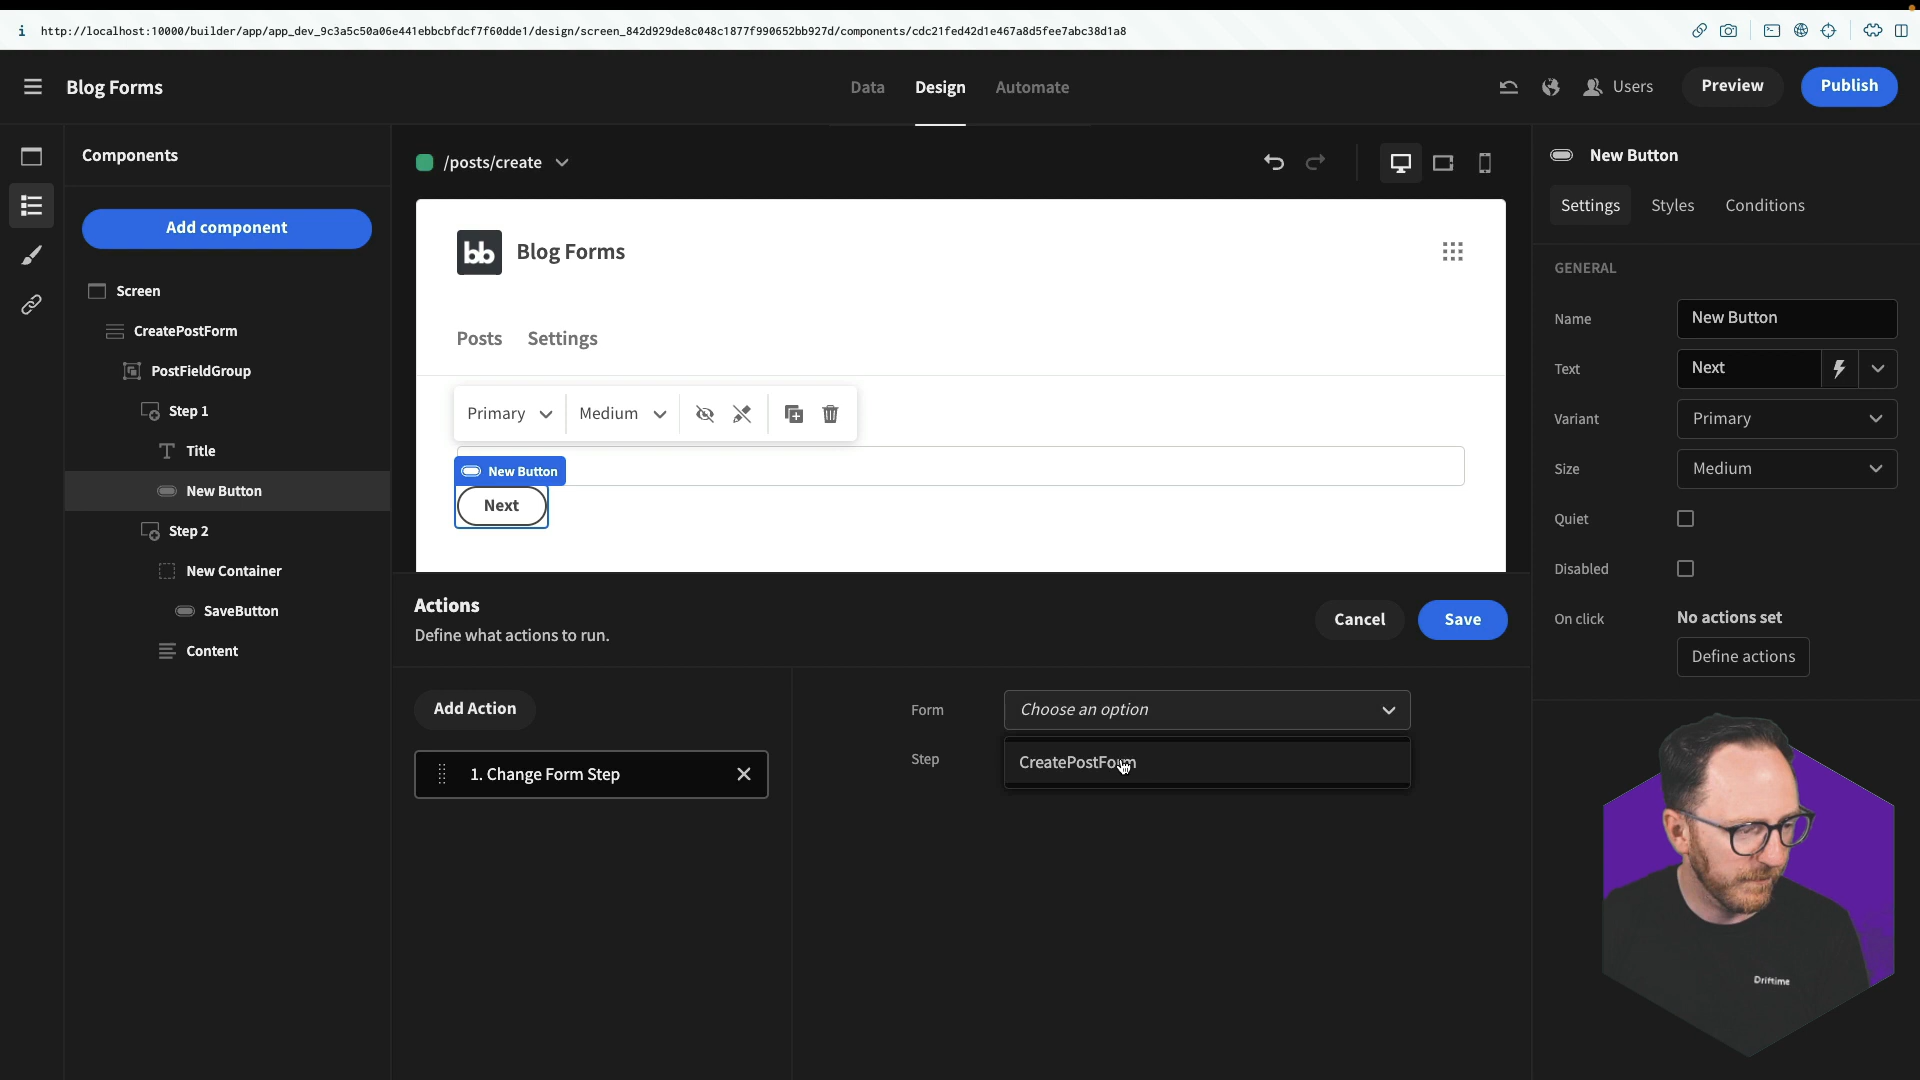 http://localhost:10000/builder/app/app_dev_9c3a5c50a06e441ebbcbfdcf7f60dde1/design/screen_842d929de8c048c1877f990652bb927d/components/cdc21fed42d1e467a8d5fee7abc38d1a8
Blog Forms
Data
Design
Automate
Users
Preview
Publish
Components
/posts/create
New Button
Settings
Styles
Conditions
Add component
bb
Blog Forms
GENERAL
Screen
CreatePostForm
PostFieldGroup
Step 1
Title
New Button
Step 2
New Container
SaveButton
Content
Posts
Settings
Primary
Medium
New Button
Next
Name
New Button
Text
Next
Variant
Primary
Size
Medium
Quiet
Disabled
On click
No actions set
Define actions
Actions
Define what actions to run.
Cancel
Save
Add Action
1. Change Form Step
Form
Choose an option
Step
CreatePostForm
Driftime